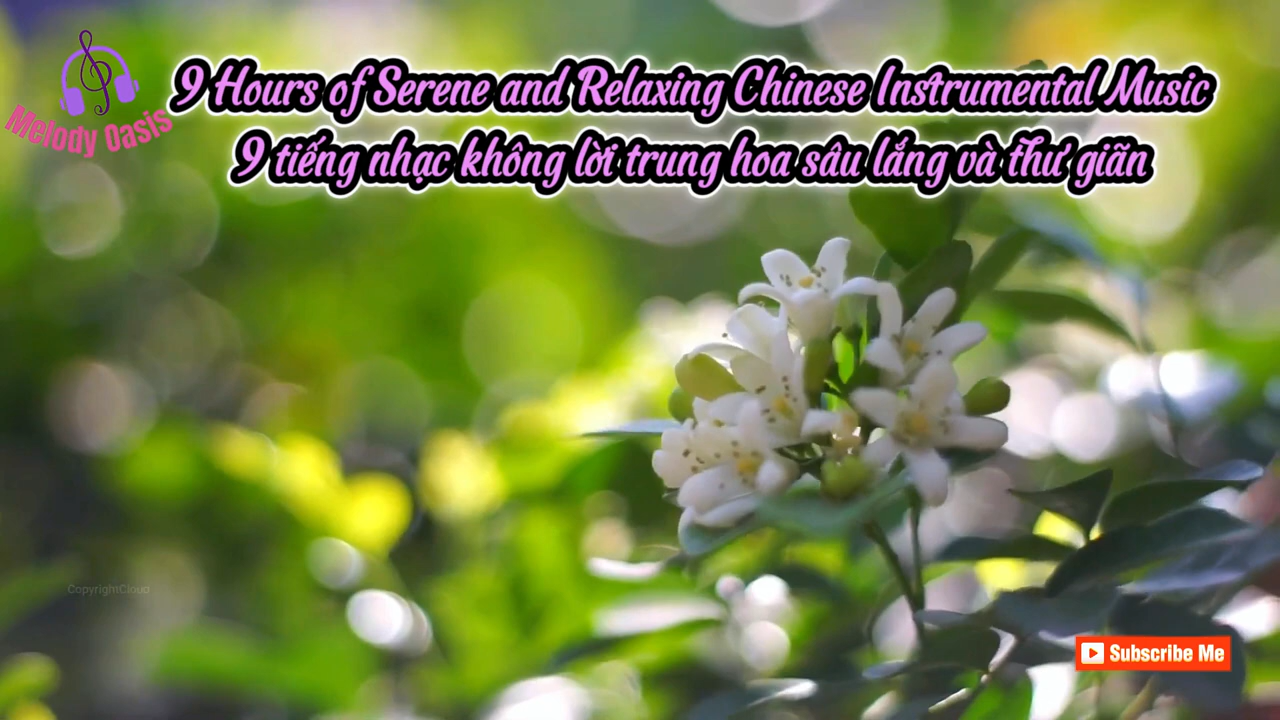 Melody Oasis
9 Hours of Serene and Relaxing Chinese Instrumental Music
9 tiếng nhạc không lời trung hoa sâu lắng và thư giãn
CopyrightCloud
Subscribe Me